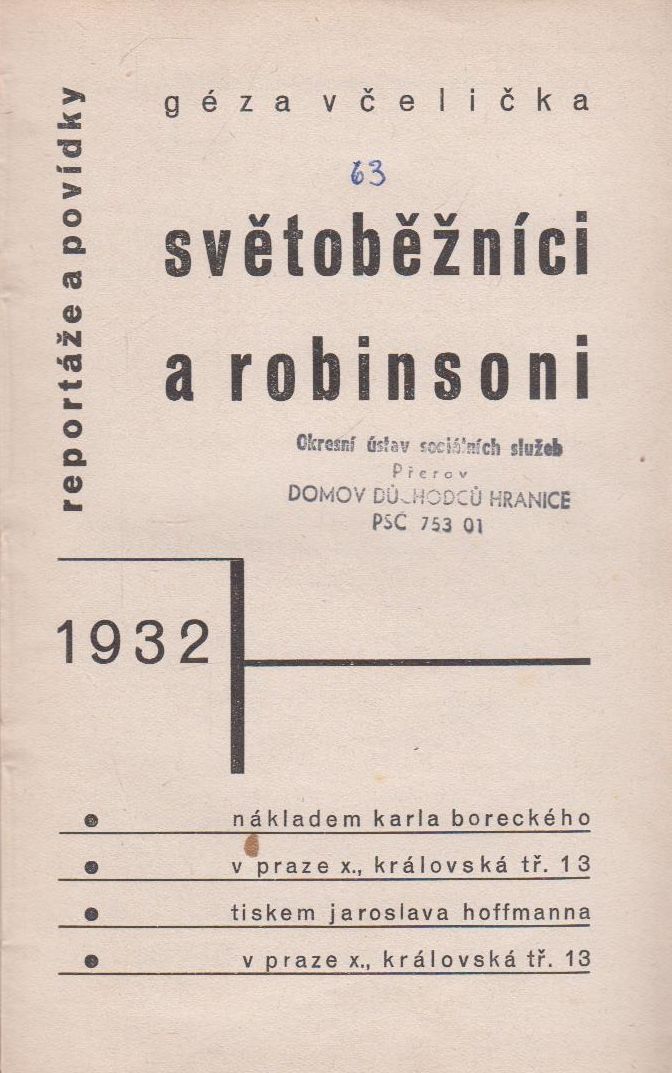 géza včelička
63
reportáže a povídky
světoběžníci
a robinsoni
Okresní ústav sociálních služeb
Přerov
DOMOV DŮCHODCŮ HRANICE
PSČ 753 01
1932
nákladem karla boreckého
v praze x., královská tř. 13
tiskem jaroslava hoffmanna
v praze x., královská tř. 13